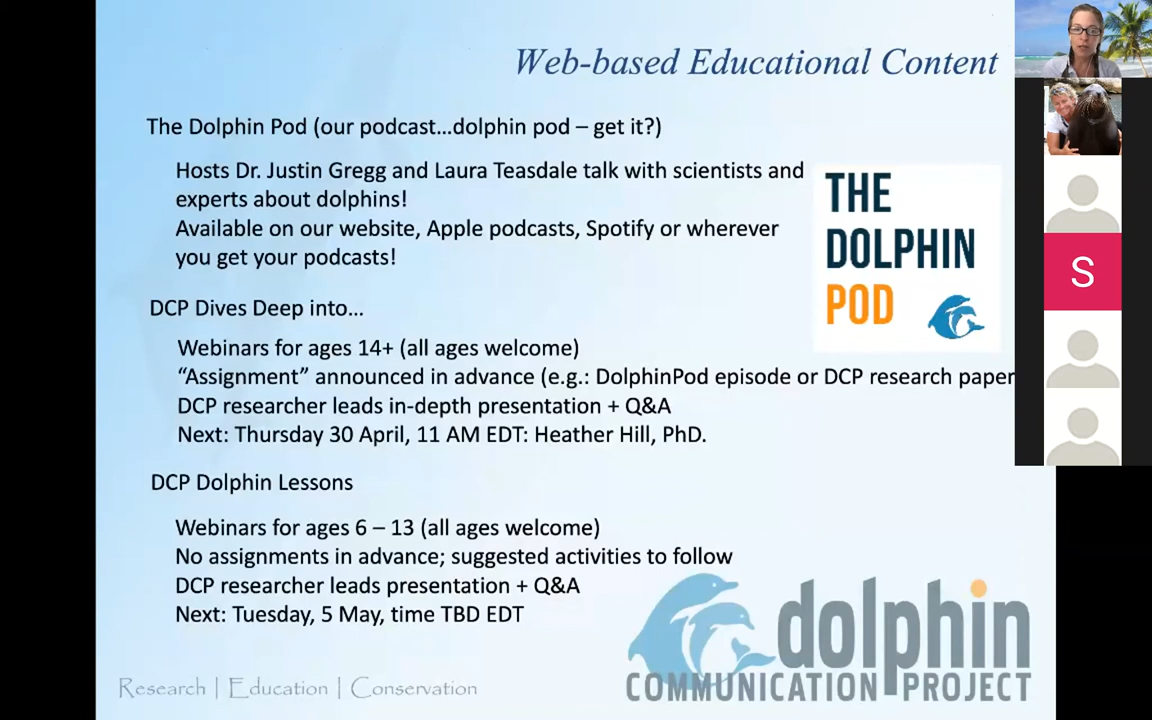 Web-based Educational Content
The Dolphin Pod (our podcast…dolphin pod – get it?)
Hosts Dr. Justin Gregg and Laura Teasdale talk with scientists and
experts about dolphins!
Available on our website, Apple podcasts, Spotify or wherever
you get your podcasts!
THE
DOLPHIN
POD
DCP Dives Deep into…
Webinars for ages 14+ (all ages welcome)
“Assignment” announced in advance (e.g.: DolphinPod episode or DCP research paper
DCP researcher leads in-depth presentation + Q&A
Next: Thursday 30 April, 11 AM EDT: Heather Hill, PhD.
DCP Dolphin Lessons
Webinars for ages 6 – 13 (all ages welcome)
No assignments in advance; suggested activities to follow
DCP researcher leads presentation + Q&A
Next: Tuesday, 5 May, time TBD EDT
Research | Education | Conservation
dolphin
COMMUNICATION PROJECT
S